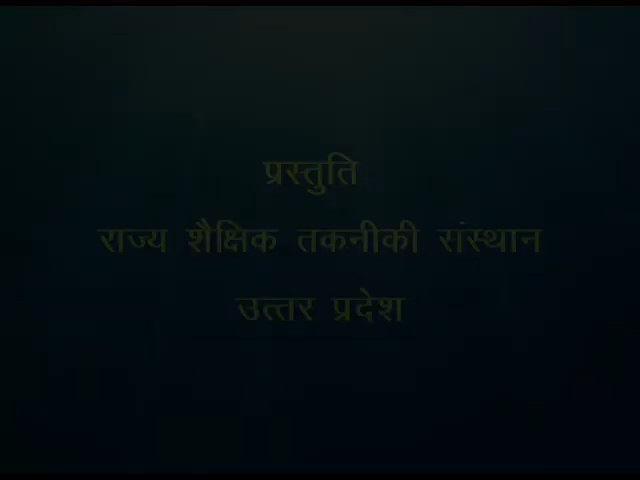 प्रस्तुति
राज्य शैक्षिक तकनीकी संस्थान
उत्तर प्रदेश